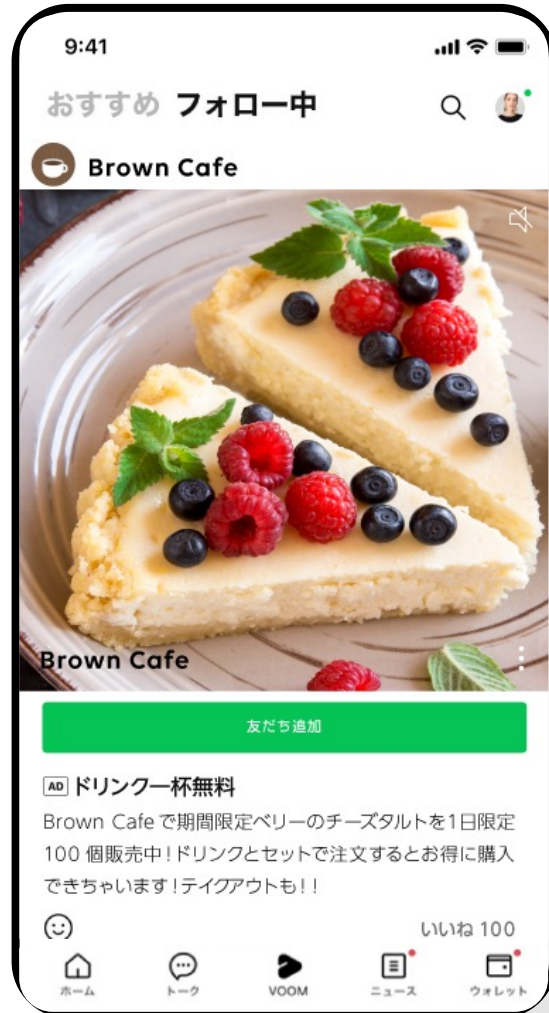 9:41
おすすめ フォロー中
Brown Cafe
Brown Cafe
友だち追加
AD ドリンク一杯無料
Brown Cafeで期間限定ベリーのチーズタルトを1日限定
100 個販売中!ドリンクとセットで注文するとお得に購入
できちゃいます!テイクアウトも!!
いいね 100
ホーム トーク VOOM ニュース ウォレット